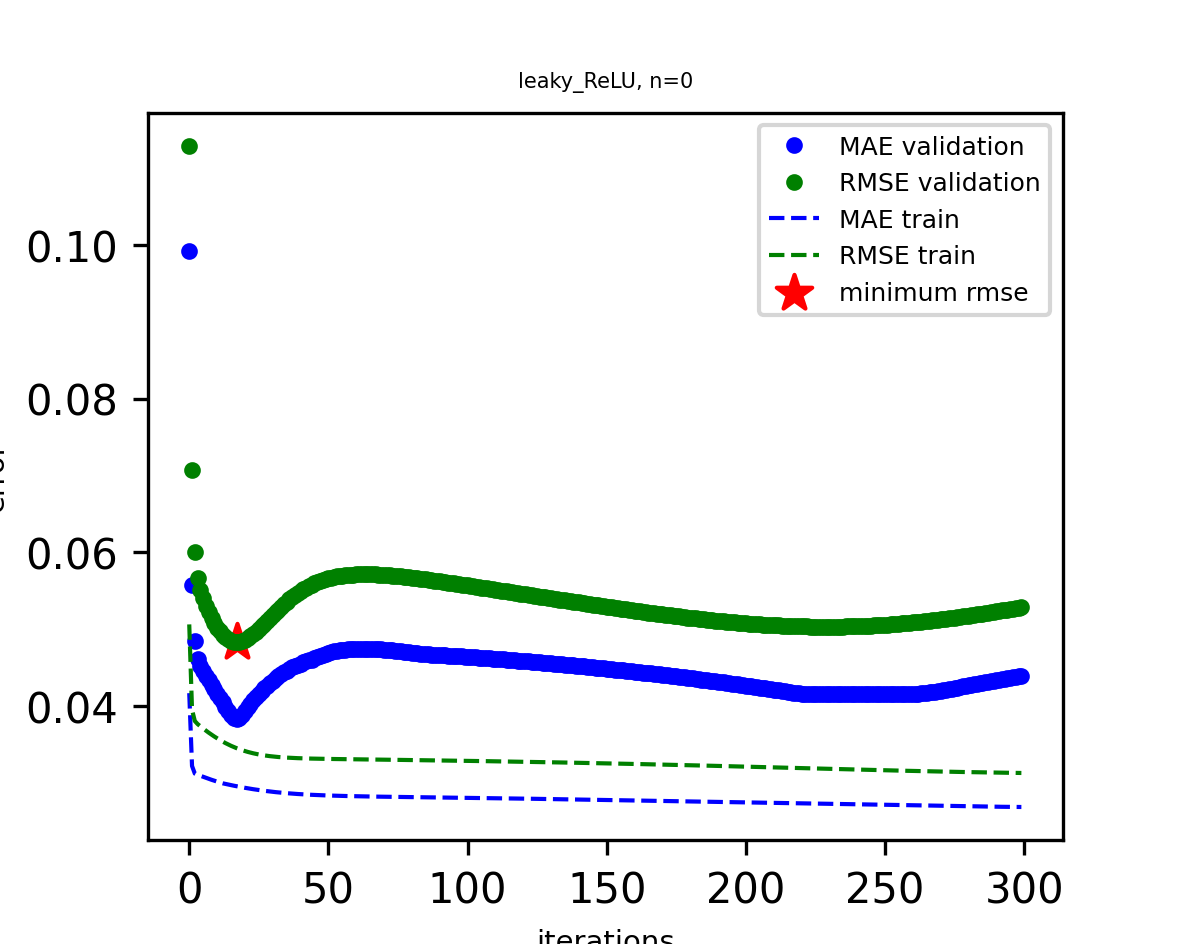 leaky_ReLU, n=0
MAE validation
RMSE validation
MAE train
RMSE train
minimum rmse
0.10
0.08
0.06
0.04
0 50 100 150 200 250 300
iterations